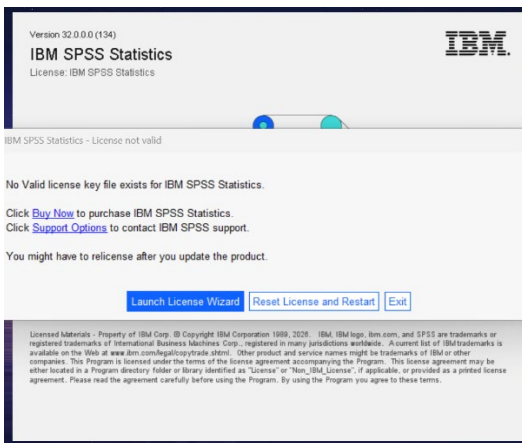 Version 32.0.0.0 (134)
IBM SPSS Statistics
License: IBM SPSS Statistics
IBM.
IBM SPSS Statistics - License not valid
No Valid license key file exists for IBM SPSS Statistics.
Click Buy Now to purchase IBM SPSS Statistics.
Click Support Options to contact IBM SPSS support.
You might have to relicense after you update the product.
Launch License Wizard Reset License and Restart Exit
Licensed Materials - Property of IBM Corp. © Copyright IBM Corporation 1989, 2025. IBM, IBM logo, ibm.com, and SPSS are trademarks or
registered trademarks of International Business Machines Corp., registered in many jurisdictions worldwide. A current list of IBM trademarks is
available on the Web at www.ibm.com/legal/copytrade.shtml. Other product and service names might be trademarks of IBM or other
companies. This Program is licensed under the terms of the license agreement accompanying the Program. This license agreement may be
either located in a Program directory folder or library identified as "License" or "Non_IBM_License", if applicable, or provided as a printed license
agreement. Please read the agreement carefully before using the Program. By using the Program you agree to these terms.